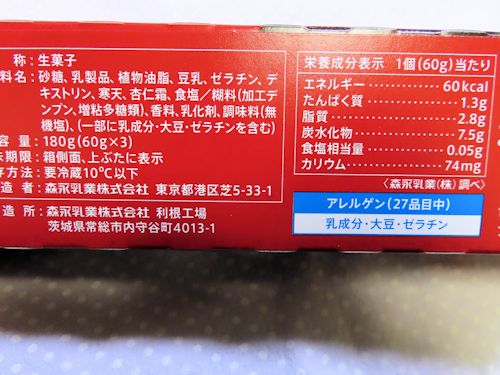 称：生菓子
料名：砂糖、乳製品、植物油脂、豆乳、ゼラチン、デ
キストリン、寒天、杏仁霜、食塩／糊料(加工デ
ンプン、増粘多糖類)、香料、乳化剤、調味料(無
機塩)、(一部に乳成分・大豆・ゼラチンを含む)
容量：180g(60g×3)
味期限：箱側面、上ぶたに表示
存方法：要冷蔵10℃以下
造者：森永乳業株式会社 東京都港区芝5-33-1
造所：森永乳業株式会社 利根工場
茨城県常総市内守谷町4013-1
栄養成分表示 1個(60g)当たり
エネルギー 60kcal
たんぱく質 1.3g
脂質 2.8g
炭水化物 7.5g
食塩相当量 0.05g
カリウム 74mg
〈森永乳業(株)調べ〉
アレルゲン(27品目中)
乳成分・大豆・ゼラチン